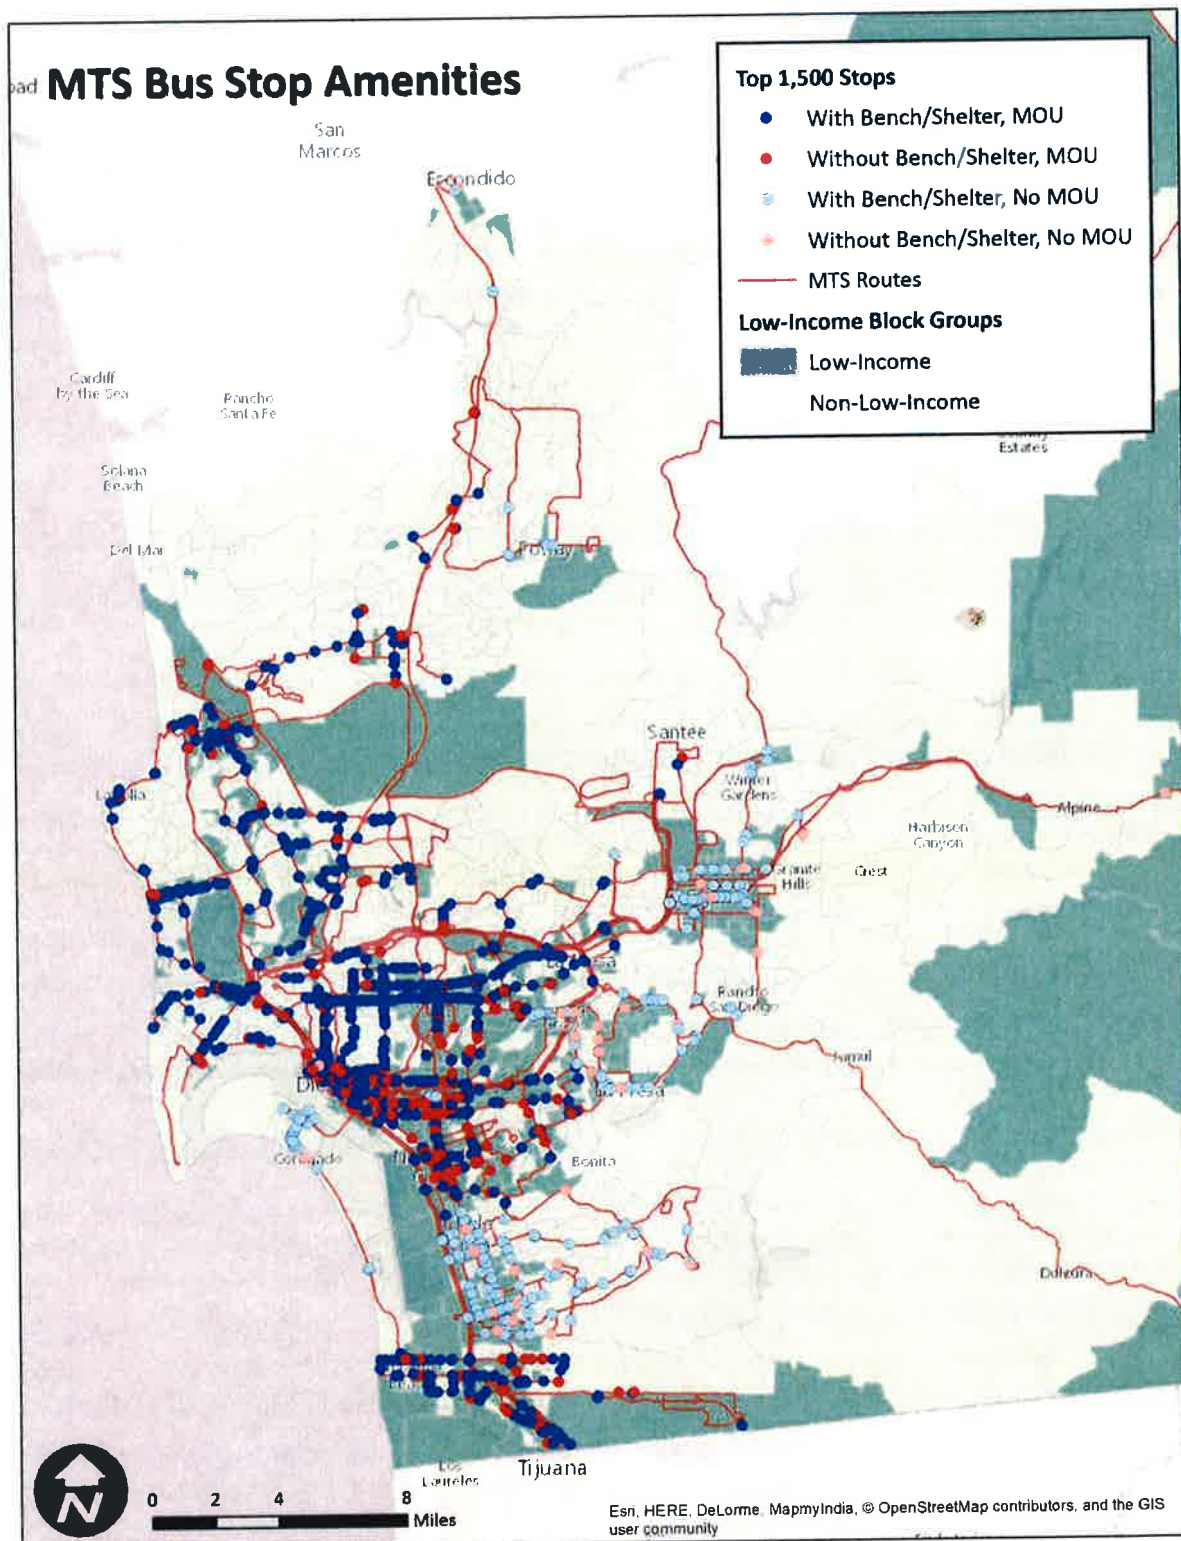 MTS Bus Stop Amenities
San
Marcos
Escondido
Top 1,500 Stops
With Bench/Shelter, MOU
Without Bench/Shelter, MOU
With Bench/Shelter, No MOU
Without Bench/Shelter, No MOU
MTS Routes
Low-Income Block Groups
Low-Income
Non-Low-Income
Cardiff
by the Sea
Rancho
Santa Fe
Estates
Solana
Beach
Del Mar
Poway
Santee
Winter
Gardens
Alpine
Harbison
Canyon
Granite
Hills
Crest
Rancho
San Diego
Jamul
Coronado
Bonita
Dulzura
Los
Laureles
Tijuana
0 2 4 8
Miles
N
Esri, HERE, DeLorme, MapmyIndia, © OpenStreetMap contributors, and the GIS
user community